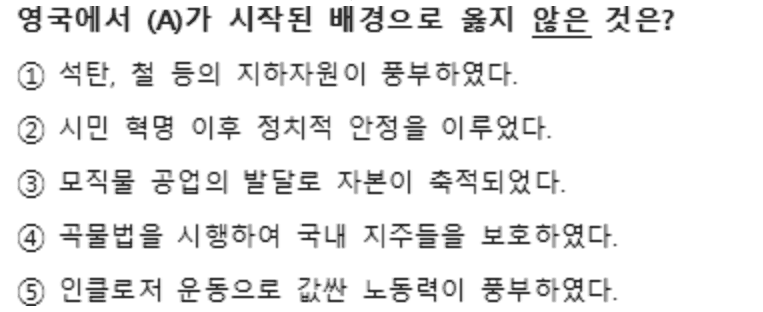 영국에서 (A)가 시작된 배경으로 옳지 않은 것은?
① 석탄, 철 등의 지하자원이 풍부하였다.
② 시민 혁명 이후 정치적 안정을 이루었다.
③ 모직물 공업의 발달로 자본이 축적되었다.
④ 곡물법을 시행하여 국내 지주들을 보호하였다.
⑤ 인클로저 운동으로 값싼 노동력이 풍부하였다.